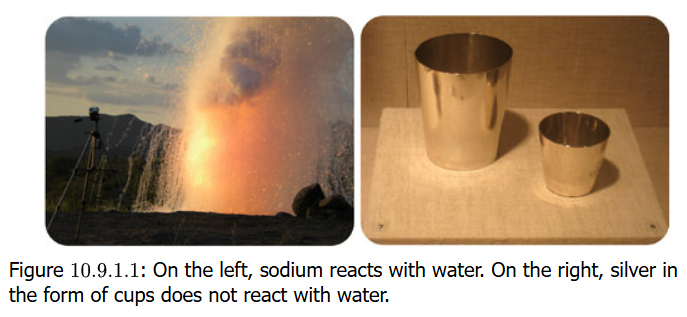 Figure 10.9.1.1: On the left, sodium reacts with water. On the right, silver in
the form of cups does not react with water.